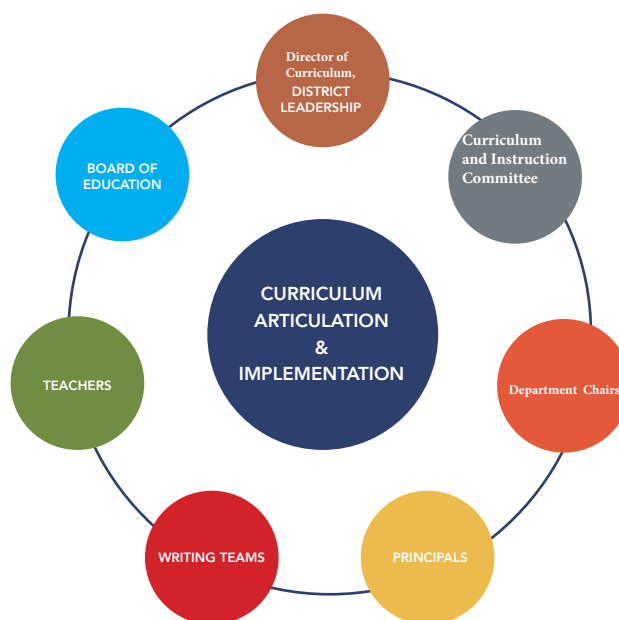 Director of
Curriculum,
DISTRICT
LEADERSHIP
Curriculum
and Instruction
Committee
BOARD OF
EDUCATION
CURRICULUM
ARTICULATION
&
IMPLEMENTATION
TEACHERS
Department Chairs
WRITING TEAMS
PRINCIPALS